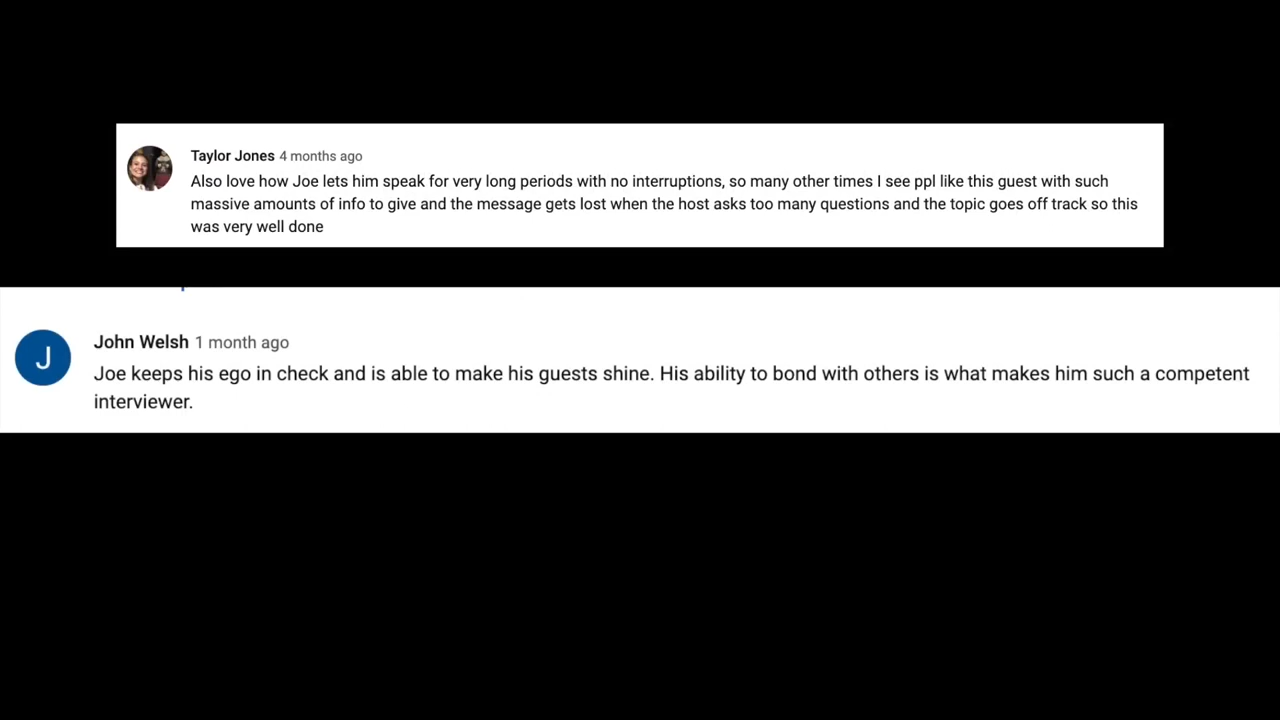 Taylor Jones 4 months ago
Also love how Joe lets him speak for very long periods with no interruptions, so many other times I see ppl like this guest with such
massive amounts of info to give and the message gets lost when the host asks too many questions and the topic goes off track so this
was very well done
John Welsh 1 month ago
J
Joe keeps his ego in check and is able to make his guests shine. His ability to bond with others is what makes him such a competent
interviewer.